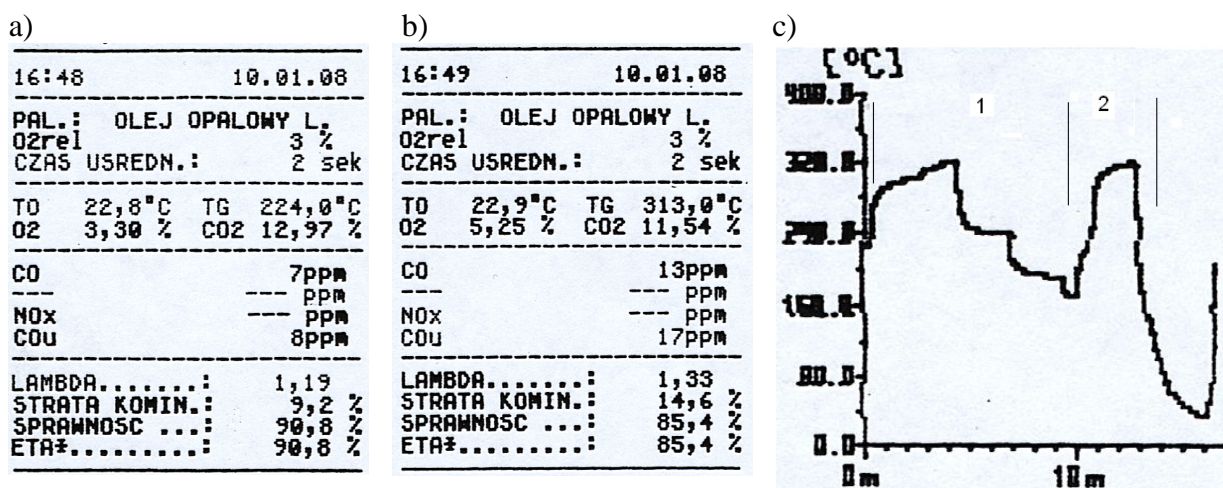 a)
16:48 10.01.08
PAL.: OLEJ OPALOWY L.
O2rel 3 %
CZAS USREDN.: 2 sek
TO 22,8°C TG 224,0°C
O2 3,30 % CO2 12,97 %
CO 7ppm
--- --- ppm
NOx --- ppm
COu 8ppm
LAMBDA.......: 1,19
STRATA KOMIN.: 9,2 %
SPRAWNOSC ...: 90,8 %
ETA*.........: 90,8 %
b)
16:49 10.01.08
PAL.: OLEJ OPALOWY L.
O2rel 3 %
CZAS USREDN.: 2 sek
TO 22,9°C TG 313,0°C
O2 5,25 % CO2 11,54 %
CO 13ppm
--- --- ppm
NOx --- ppm
COu 17ppm
LAMBDA.......: 1,33
STRATA KOMIN.: 14,6 %
SPRAWNOSC ...: 85,4 %
ETA*.........: 85,4 %
c)
[°C]
400.0
1 2
320.0
160.0
80.0
0.0
0m 10m